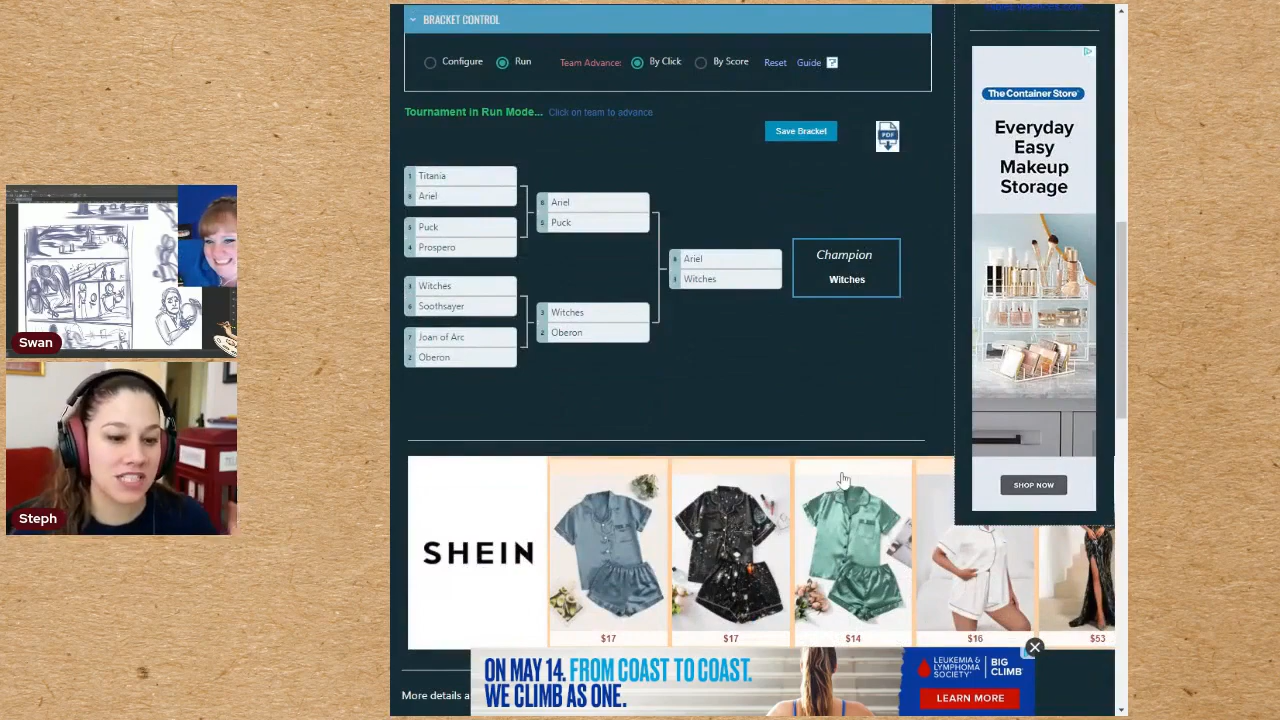 BRACKET CONTROL
Configure Run Team Advance: By Click By Score Reset Guide ?
Tournament in Run Mode... Click on team to advance
Save Bracket
PDF
1 Titania
8 Ariel
5 Puck
4 Prospero
3 Witches
6 Soothsayer
7 Joan of Arc
2 Oberon
8 Ariel
5 Puck
3 Witches
2 Oberon
8 Ariel
3 Witches
Champion
Witches
Swan
Steph
The Container Store
Everyday
Easy
Makeup
Storage
SHOP NOW
SHEIN
$17 $17 $14 $16 $53
More details a
ON MAY 14. FROM COAST TO COAST.
WE CLIMB AS ONE.
LEUKEMIA &
LYMPHOMA
SOCIETY
BIG
CLIMB
LEARN MORE